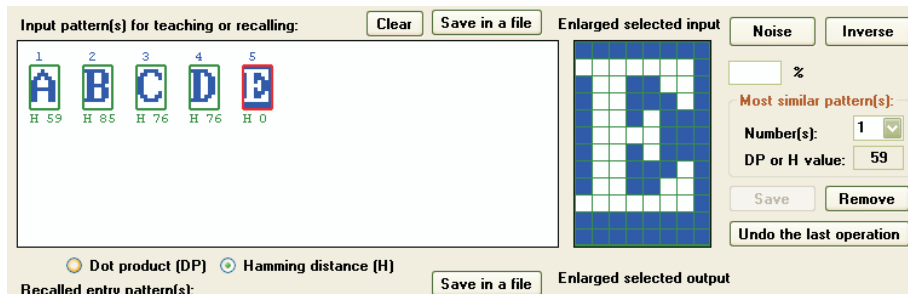 Input pattern(s) for teaching or recalling:
Clear
Save in a file
Enlarged selected input
Noise
Inverse
1 2 3 4 5
A B C D E
H 59 H 85 H 76 H 76 H 0
%
Most similar pattern(s):
Number(s): 1
DP or H value: 59
Save
Remove
Undo the last operation
Dot product (DP) Hamming distance (H)
Recalled entry pattern(s):
Save in a file
Enlarged selected output